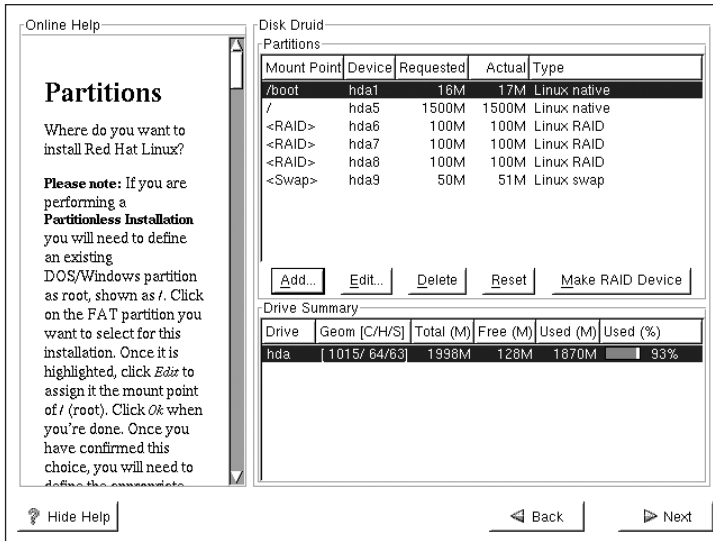 Online Help
Partitions
Where do you want to
install Red Hat Linux?
Please note: If you are
performing a
Partitionless Installation
you will need to define
an existing
DOS/Windows partition
as root, shown as /. Click
on the FAT partition you
want to select for this
installation. Once it is
highlighted, click Edit to
assign it the mount point
of / (root). Click Ok when
you're done. Once you
have confirmed this
choice, you will need to
define the appropriate
Disk Druid
Partitions
Mount Point Device Requested Actual Type
/boot hda1 16M 17M Linux native
/ hda5 1500M 1500M Linux native
<RAID> hda6 100M 100M Linux RAID
<RAID> hda7 100M 100M Linux RAID
<RAID> hda8 100M 100M Linux RAID
<Swap> hda9 50M 51M Linux swap
Add... Edit... Delete Reset Make RAID Device
Drive Summary
Drive Geom [C/H/S] Total (M) Free (M) Used (M) Used (%)
hda [ 1015/ 64/63] 1998M 128M 1870M 93%
? Hide Help Back Next